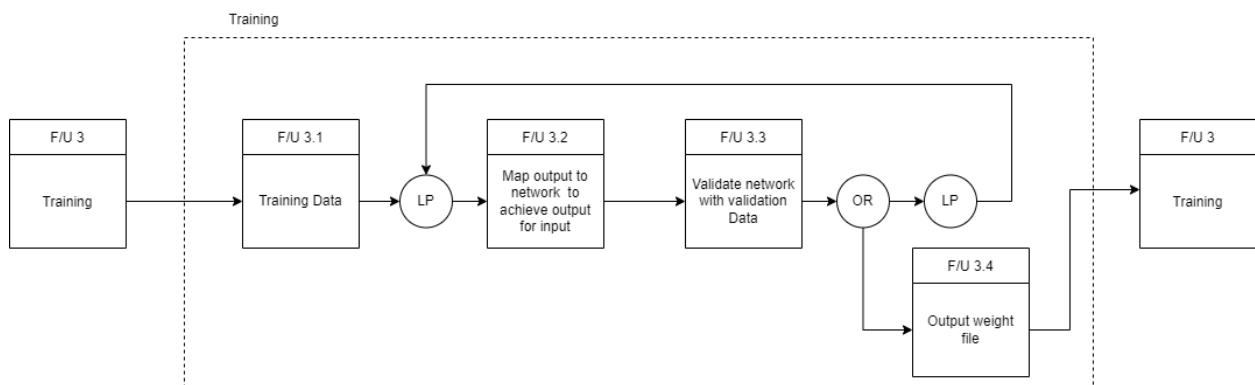 Training
F/U 3
Training
F/U 3.1
Training Data
LP
F/U 3.2
Map output to
network to
achieve output
for input
F/U 3.3
Validate network
with validation
Data
OR
LP
F/U 3.4
Output weight
file
F/U 3
Training